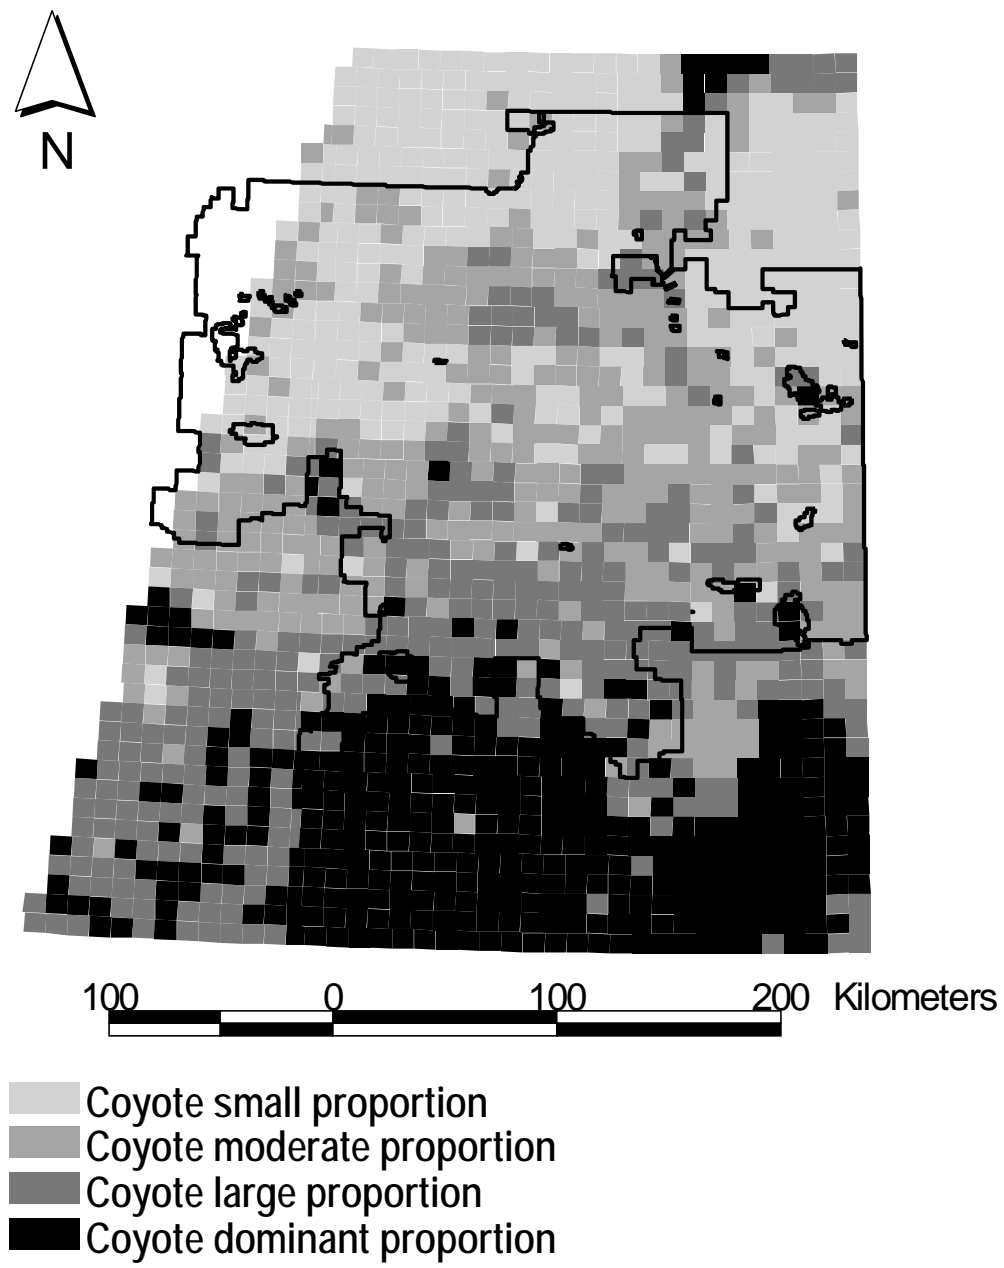 N
100 0 100 200 Kilometers
Coyote small proportion
Coyote moderate proportion
Coyote large proportion
Coyote dominant proportion